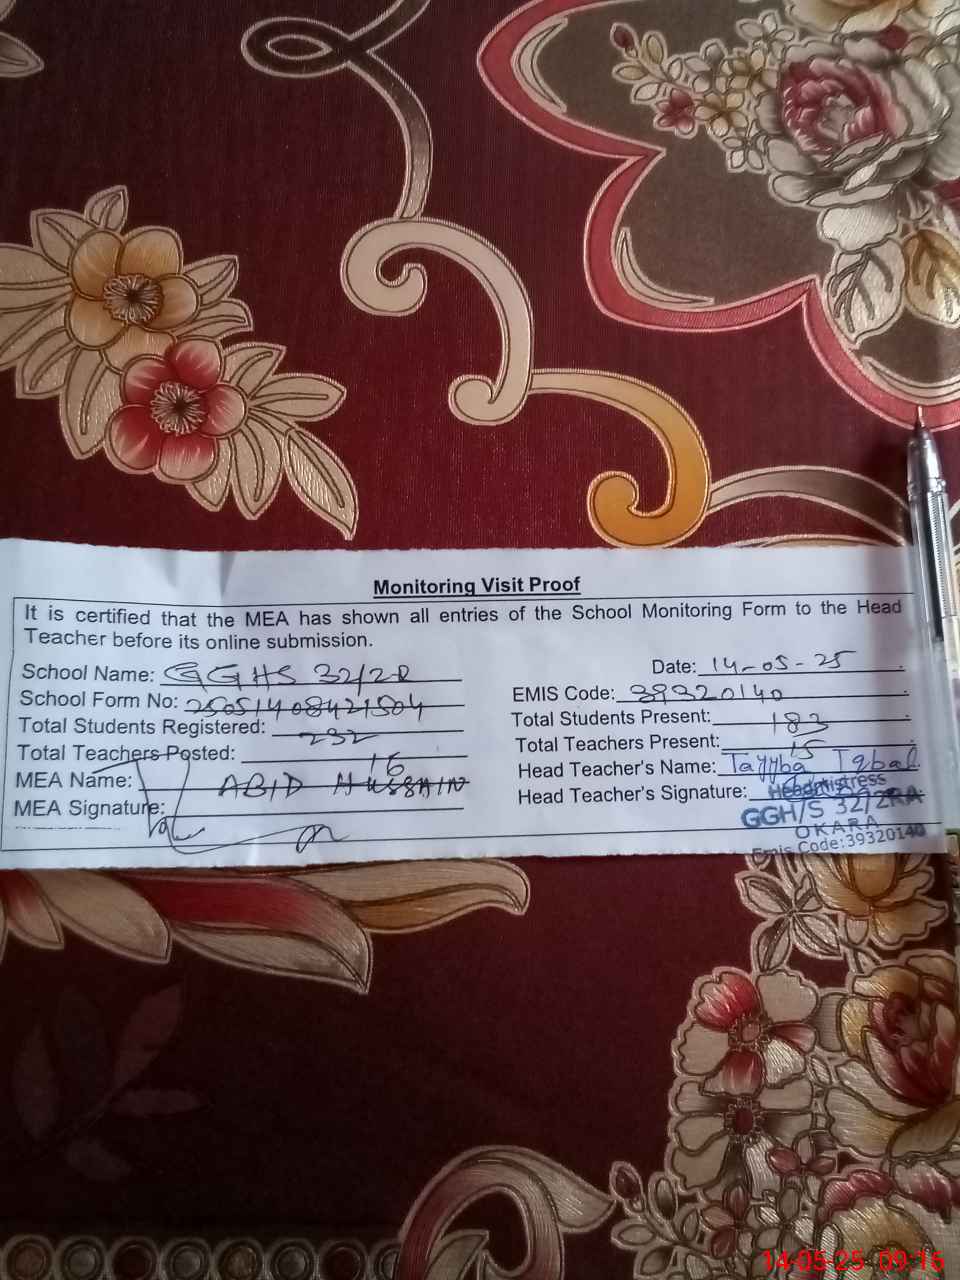 Monitoring Visit Proof
It is certified that the MEA has shown all entries of the School Monitoring Form to the Head
Teacher before its online submission.
School Name: GGHS 32/2R
Date: 14-05-25
School Form No: 25051408421504
EMIS Code: 39320140
Total Students Registered: 232
Total Students Present: 183
Total Teachers Posted: 16
Total Teachers Present: 15
MEA Name: ABID HUSSAIN
Head Teacher's Name: Tayyba Iqbal
MEA Signature:
Head Teacher's Signature:
Headmistress
GGH/S 32/2RA
OKARA
Emis Code:39320140
14-05-25 09:16